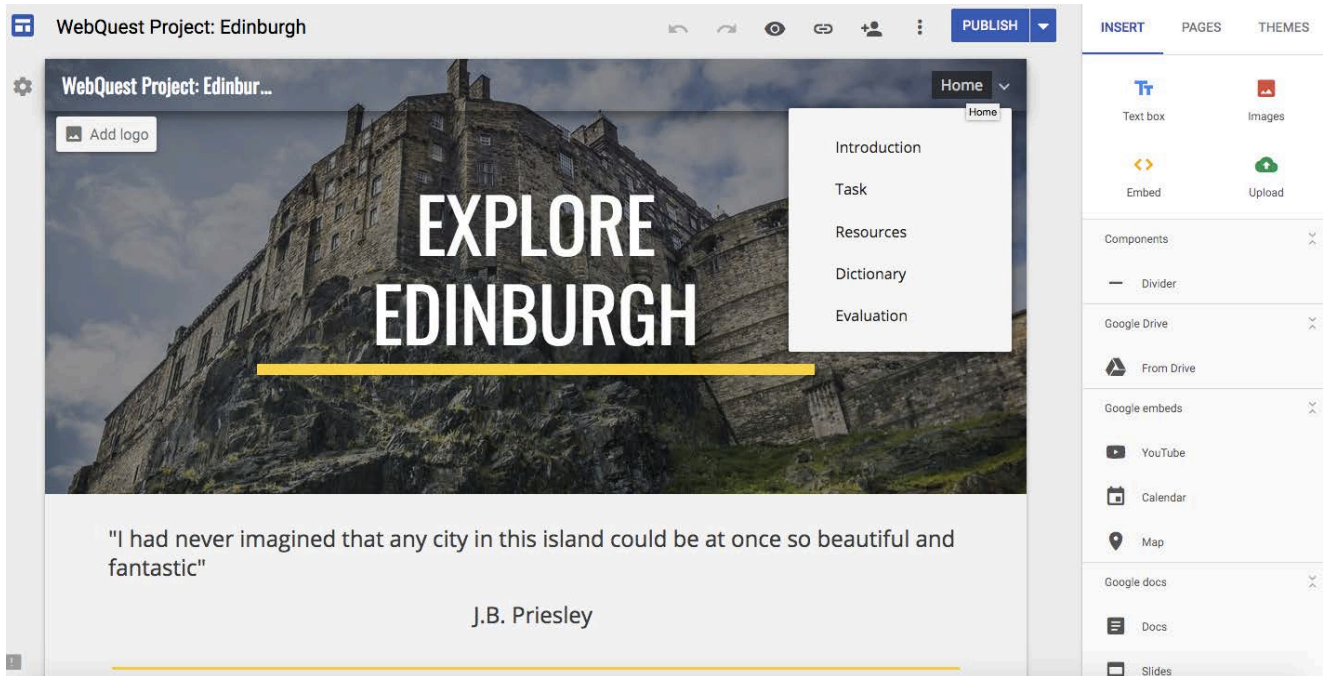 WebQuest Project: Edinburgh
PUBLISH
INSERT
PAGES
THEMES
WebQuest Project: Edinbur...
Home
Home
Add logo
Introduction
Task
Resources
Dictionary
Evaluation
EXPLORE
EDINBURGH
"I had never imagined that any city in this island could be at once so beautiful and
fantastic"
J.B. Priesley
Tт
Text box
Images
Embed
Upload
Components
Divider
Google Drive
From Drive
Google embeds
YouTube
Calendar
Map
Google docs
Docs
Slides